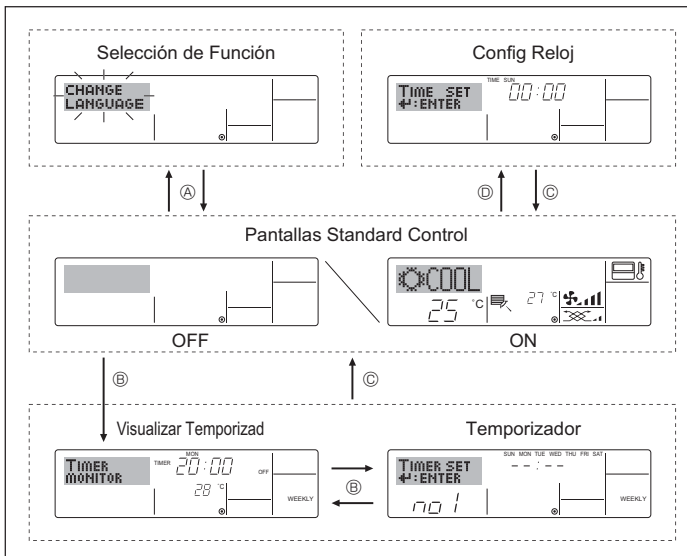 Selección de Función
Config Reloj
CHANGE
LANGUAGE
TIME SUN
TIME SET
:ENTER
00:00
Ⓐ
Ⓓ
Ⓒ
Pantallas Standard Control
COOL
25 °C
27 °C
OFF
ON
Ⓑ
Ⓒ
Visualizar Temporizad
Temporizador
TIMER
MONITOR
MON
TIMER 20:00 OFF
28 °C
WEEKLY
Ⓑ
SUN MON TUE WED THU FRI SAT
TIMER SET
:ENTER
--:--
no 1
WEEKLY